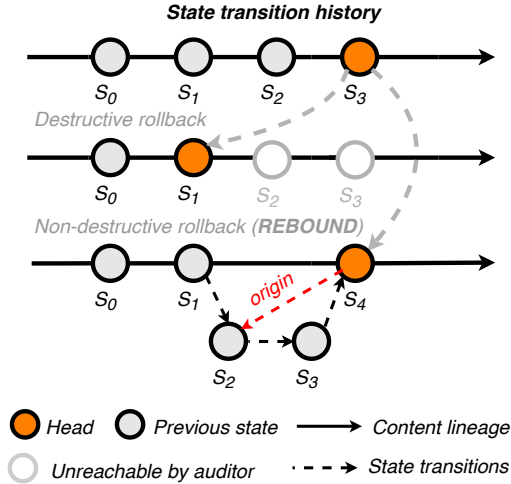 State transition history
S0 S1 S2 S3
Destructive rollback
S0 S1 S2 S3
Non-destructive rollback (REBOUND)
origin
S0 S1 S4
S2 S3
Head Previous state Content lineage
Unreachable by auditor State transitions